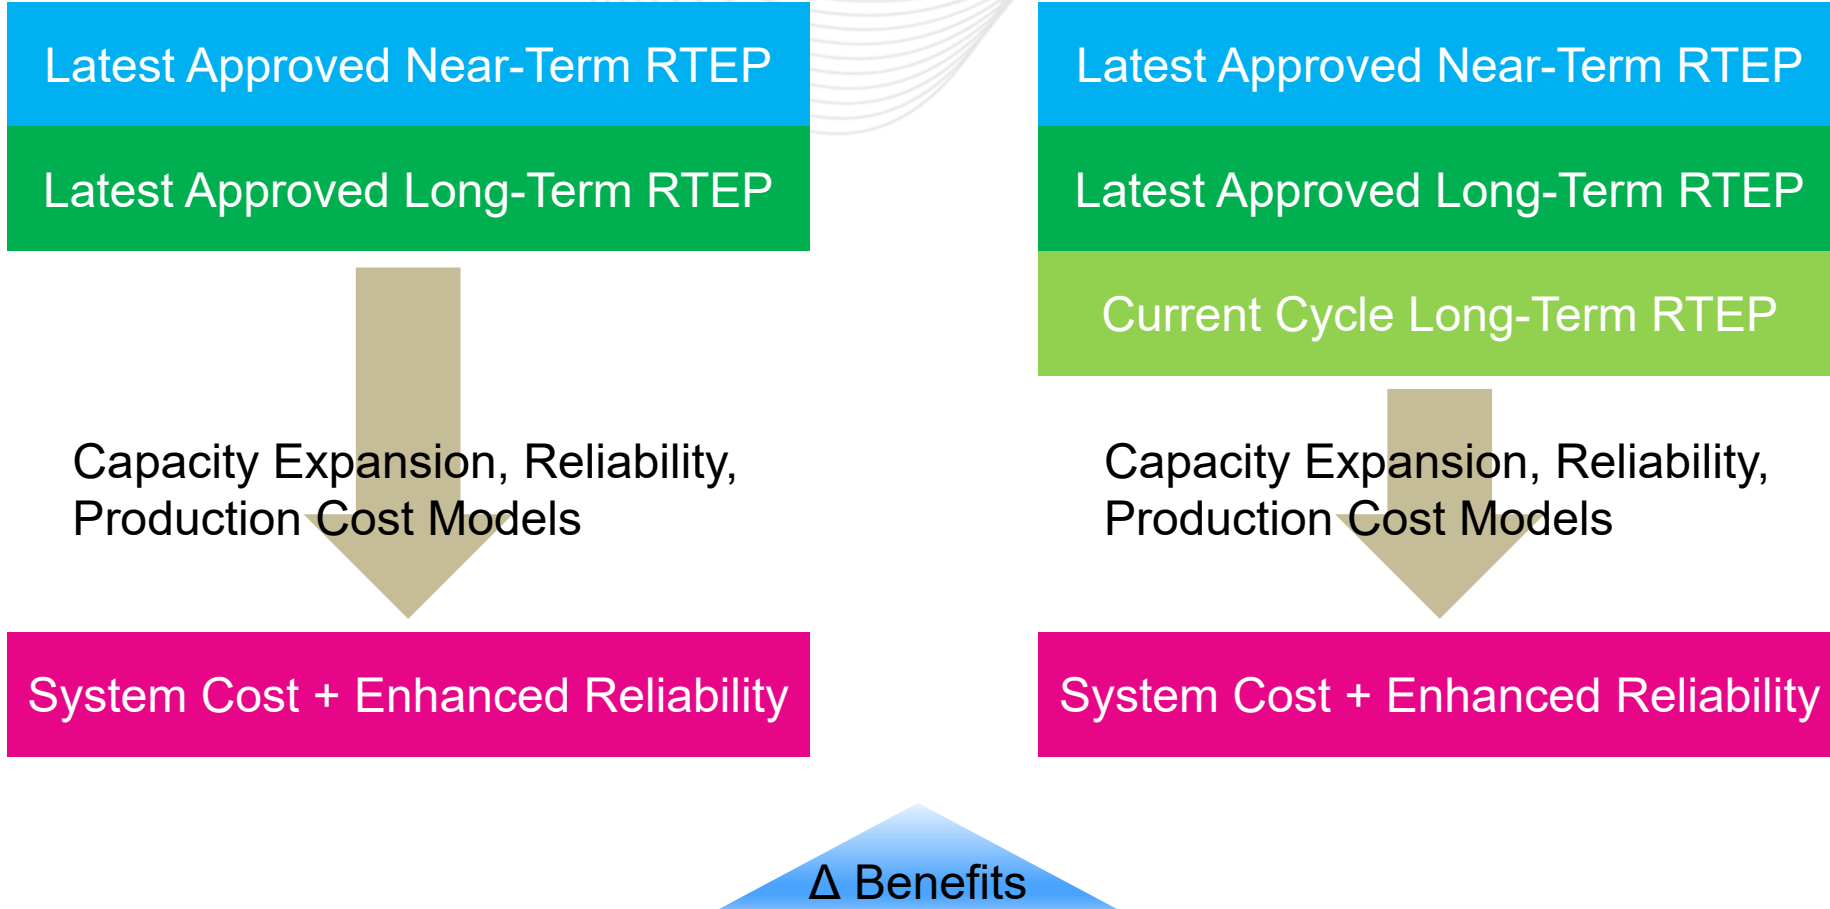 Latest Approved Near-Term RTEP
Latest Approved Long-Term RTEP
Capacity Expansion, Reliability,
Production Cost Models
System Cost + Enhanced Reliability
Latest Approved Near-Term RTEP
Latest Approved Long-Term RTEP
Current Cycle Long-Term RTEP
Capacity Expansion, Reliability,
Production Cost Models
System Cost + Enhanced Reliability
Δ Benefits